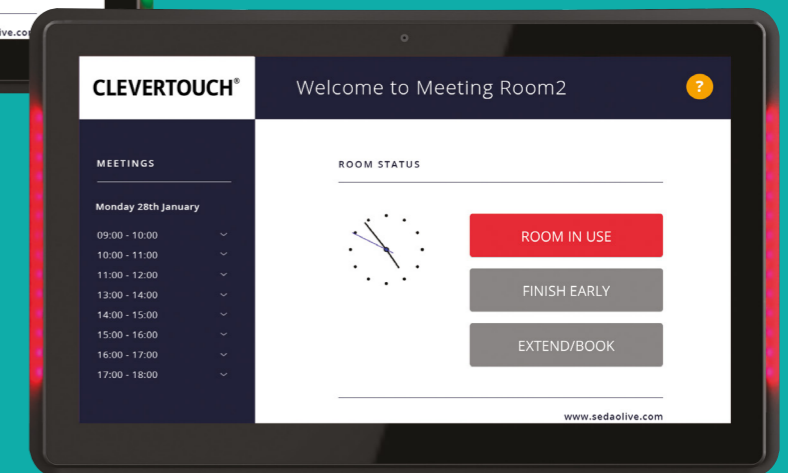 ive.co
CLEVERTOUCH®
Welcome to Meeting Room2
?
MEETINGS
Monday 28th January
09:00 - 10:00
10:00 - 11:00
11:00 - 12:00
13:00 - 14:00
14:00 - 15:00
15:00 - 16:00
16:00 - 17:00
17:00 - 18:00
ROOM STATUS
ROOM IN USE
FINISH EARLY
EXTEND/BOOK
www.sedaolive.com